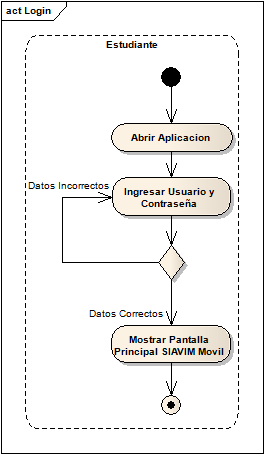 act Login
Estudiante
Abrir Aplicacion
Datos Incorrectos
Ingresar Usuario y
Contraseña
Datos Correctos
Mostrar Pantalla
Principal SIAVIM Movil